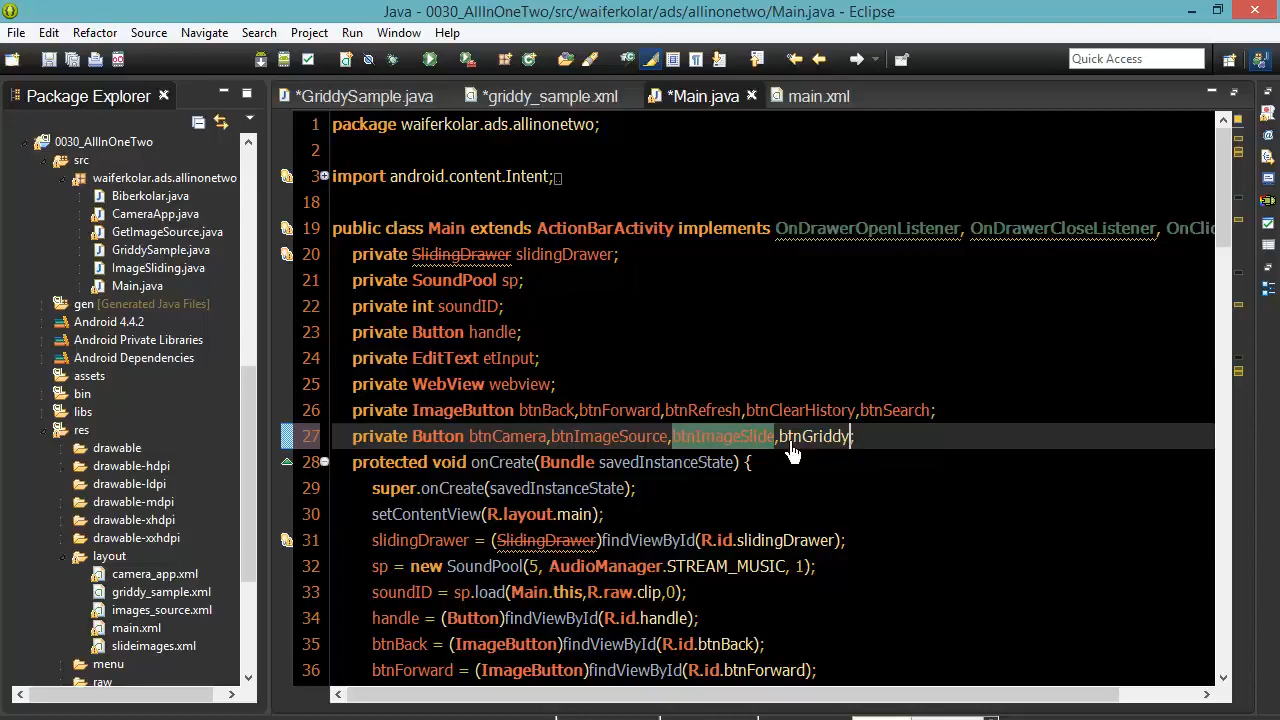 Java - 0030_AllInOneTwo/src/waiferkolar/ads/allinonetwo/Main.java - Eclipse
File Edit Refactor Source Navigate Search Project Run Window Help
Quick Access
Package Explorer
0030_AllInOneTwo
src
waiferkolar.ads.allinonetwo
Biberkolar.java
CameraApp.java
GetImageSource.java
GriddySample.java
ImageSliding.java
Main.java
gen [Generated Java Files]
Android 4.4.2
Android Private Libraries
Android Dependencies
assets
bin
libs
res
drawable
drawable-hdpi
drawable-ldpi
drawable-mdpi
drawable-xhdpi
drawable-xxhdpi
layout
camera_app.xml
griddy_sample.xml
images_source.xml
main.xml
slideimages.xml
menu
raw
*GriddySample.java *griddy_sample.xml *Main.java main.xml
1 package waiferkolar.ads.allinonetwo;
2
3 import android.content.Intent;
18
19 public class Main extends ActionBarActivity implements OnDrawerOpenListener, OnDrawerCloseListener, OnClic
20 private SlidingDrawer slidingDrawer;
21 private SoundPool sp;
22 private int soundID;
23 private Button handle;
24 private EditText etInput;
25 private WebView webview;
26 private ImageButton btnBack,btnForward,btnRefresh,btnClearHistory,btnSearch;
27 private Button btnCamera,btnImageSource,btnImageSlide,btnGriddy;
28 protected void onCreate(Bundle savedInstanceState) {
29 super.onCreate(savedInstanceState);
30 setContentView(R.layout.main);
31 slidingDrawer = (SlidingDrawer)findViewById(R.id.slidingDrawer);
32 sp = new SoundPool(5, AudioManager.STREAM_MUSIC, 1);
33 soundID = sp.load(Main.this,R.raw.clip,0);
34 handle = (Button)findViewById(R.id.handle);
35 btnBack = (ImageButton)findViewById(R.id.btnBack);
36 btnForward = (ImageButton)findViewById(R.id.btnForward);